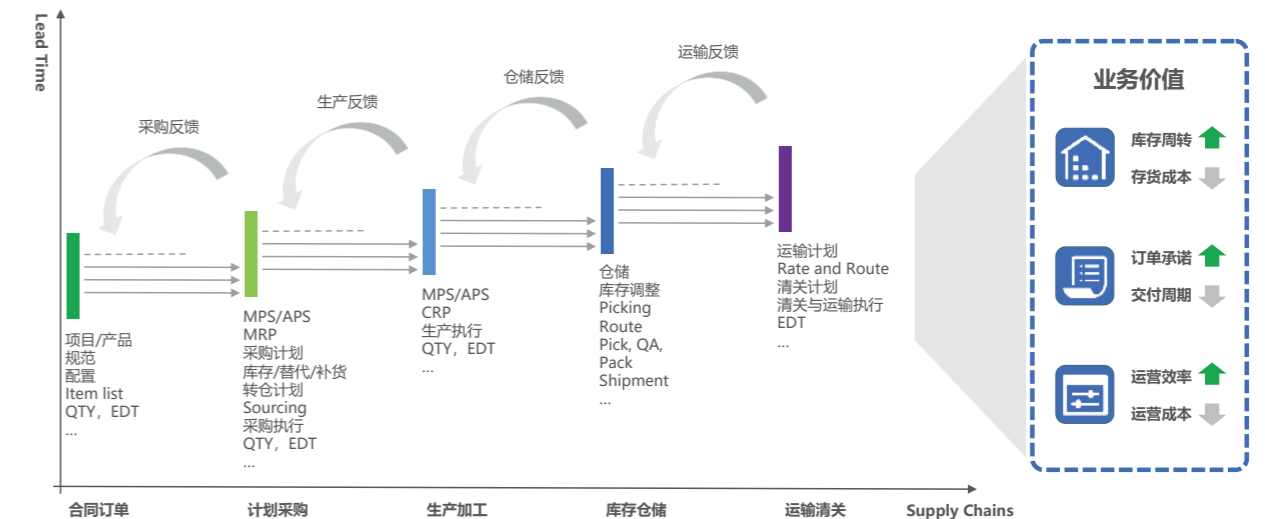 Lead Time
采购反馈
生产反馈
仓储反馈
运输反馈
项目/产品
规范
配置
Item list
QTY，EDT
...
MPS/APS
MRP
采购计划
库存/替代/补货
转仓计划
Sourcing
采购执行
QTY，EDT
...
MPS/APS
CRP
生产执行
QTY，EDT
...
仓储
库存调整
Picking
Route
Pick, QA,
Pack
Shipment
...
运输计划
Rate and Route
清关计划
清关与运输执行
EDT
...
合同订单
计划采购
生产加工
库存仓储
运输清关
Supply Chains
业务价值
库存周转
存货成本
订单承诺
交付周期
运营效率
运营成本